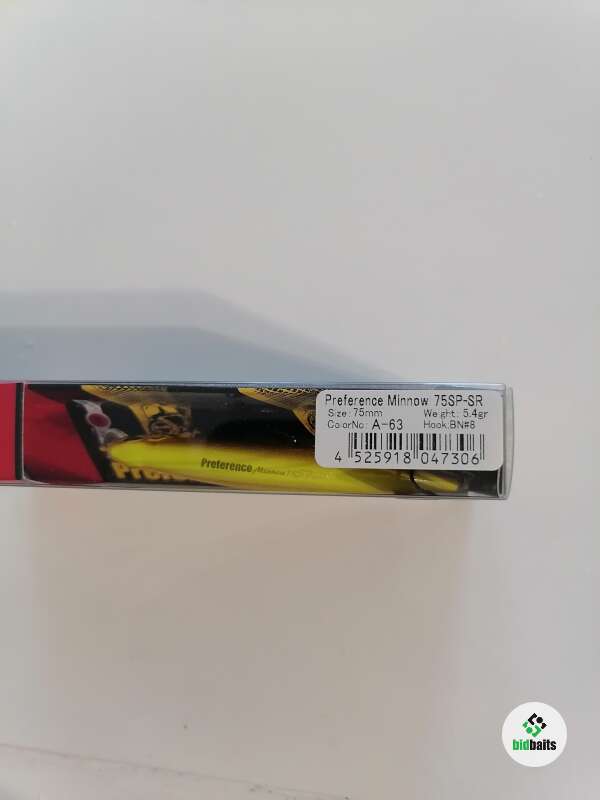 Preference Minnow 75SP-SR
Size:75mm Weight: 5.4gr
ColorNo: A-63 Hook:BN#8
4 525918 047306
Preference Minnow
bidbaits